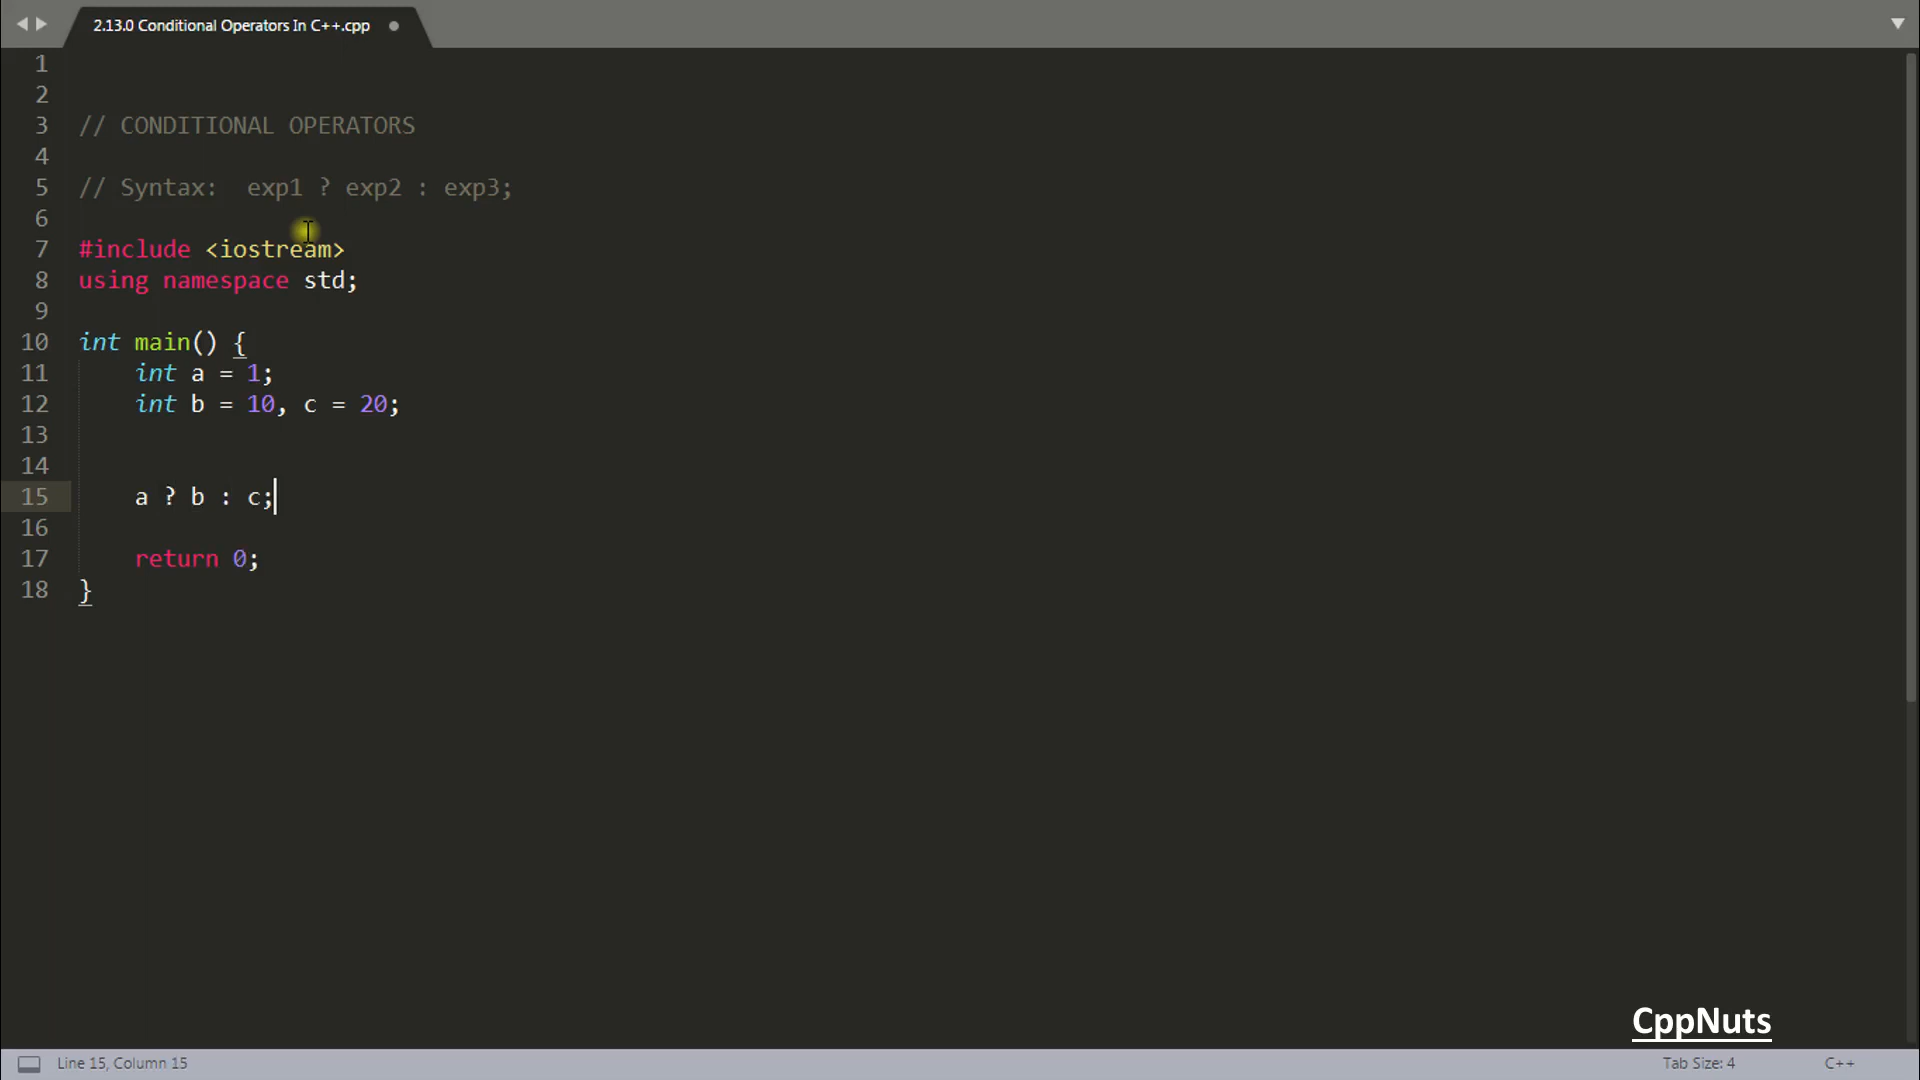 2.13.0 Conditional Operators In C++.cpp
1
2
3 // CONDITIONAL OPERATORS
4
5 // Syntax:  exp1 ? exp2 : exp3;
6
7 #include <iostream>
8 using namespace std;
9
10 int main() {
11     int a = 1;
12     int b = 10, c = 20;
13
14
15     a ? b : c;
16
17     return 0;
18 }
CppNuts
Line 15, Column 15 Tab Size: 4 C++